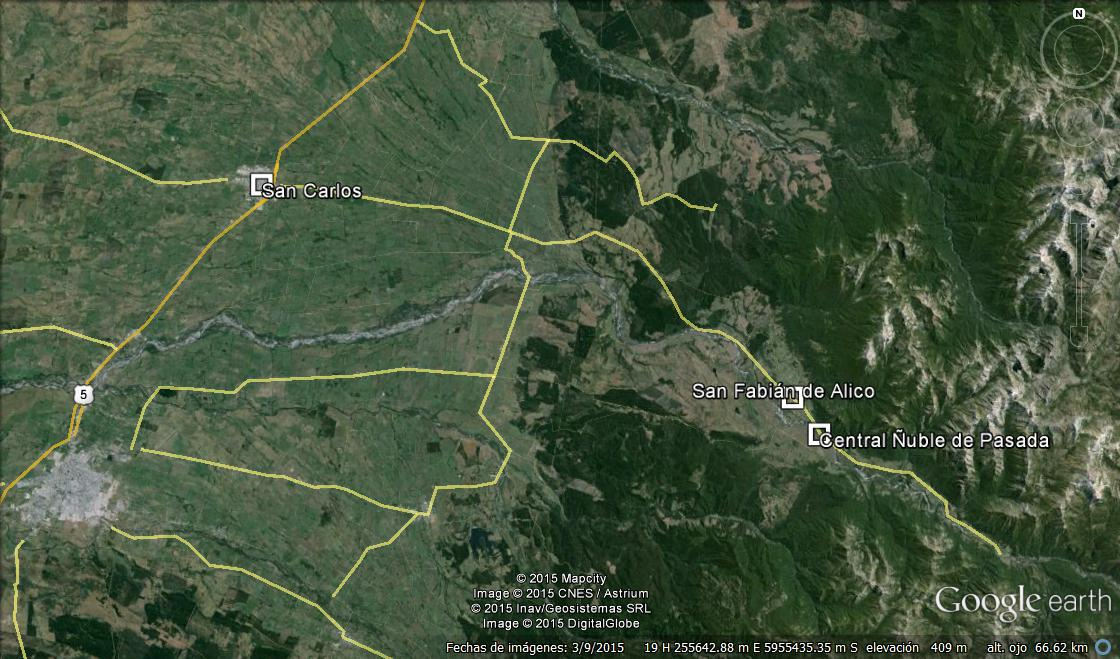 N
San Carlos
5
San Fabián de Alico
Central Ñuble de Pasada
© 2015 Mapcity
Image © 2015 CNES / Astrium
© 2015 Inav/Geosistemas SRL
Image © 2015 DigitalGlobe
Google earth
Fechas de imágenes: 3/9/2015 19 H 255642.88 m E 5955435.35 m S elevación 409 m alt. ojo 66.62 km